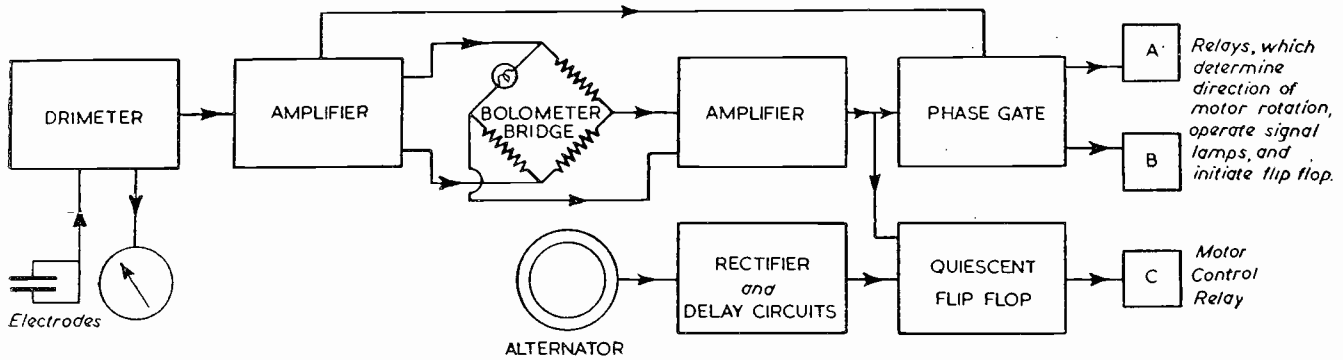 DRIMETER
AMPLIFIER
BOLOMETER
BRIDGE
AMPLIFIER
PHASE GATE
A
B
Relays, which
determine
direction of
motor rotation,
operate signal
lamps, and
initiate flip flop.
Electrodes
ALTERNATOR
RECTIFIER
and
DELAY CIRCUITS
QUIESCENT
FLIP FLOP
C
Motor
Control
Relay